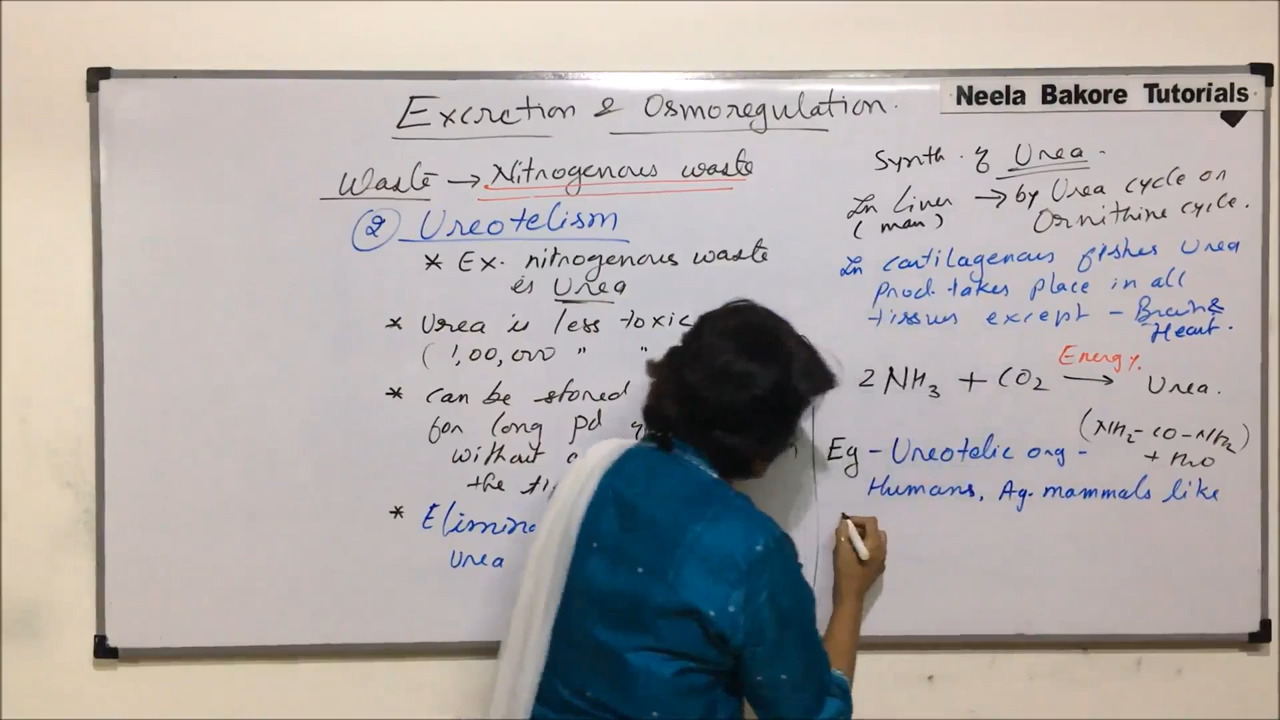 Neela Bakore Tutorials
Excretion & Osmoregulation.
Waste → Nitrogenous waste
② Ureotelism
* Ex. nitrogenous waste
is Urea
* Urea is less toxic
(1,00,000 " "
* can be stored
for long pd
without
the
* Elimin
urea
Synth. of Urea.
In Liver → by Urea cycle or
(man) Ornithine cycle.
In cartilagenous fishes Urea
Prod. takes place in all
tissues except - Brain &
Heart.
Energy.
2 NH3 + CO2 → Urea.
(NH2-CO-NH2)
+ H2O
Eg - Ureotelic org -
Humans, Aq. mammals like